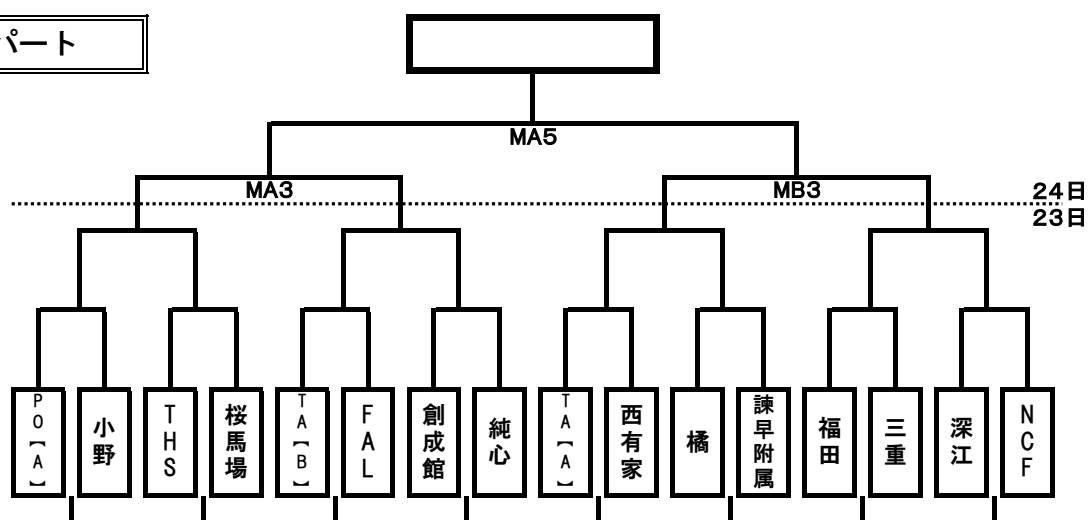 パート
MA5
MA3
MB3
24日
23日
PO【A】
小野
THS
桜馬場
TA【B】
FAL
創成館
純心
TA【A】
西有家
橘
諫早附属
福田
三重
深江
NCF